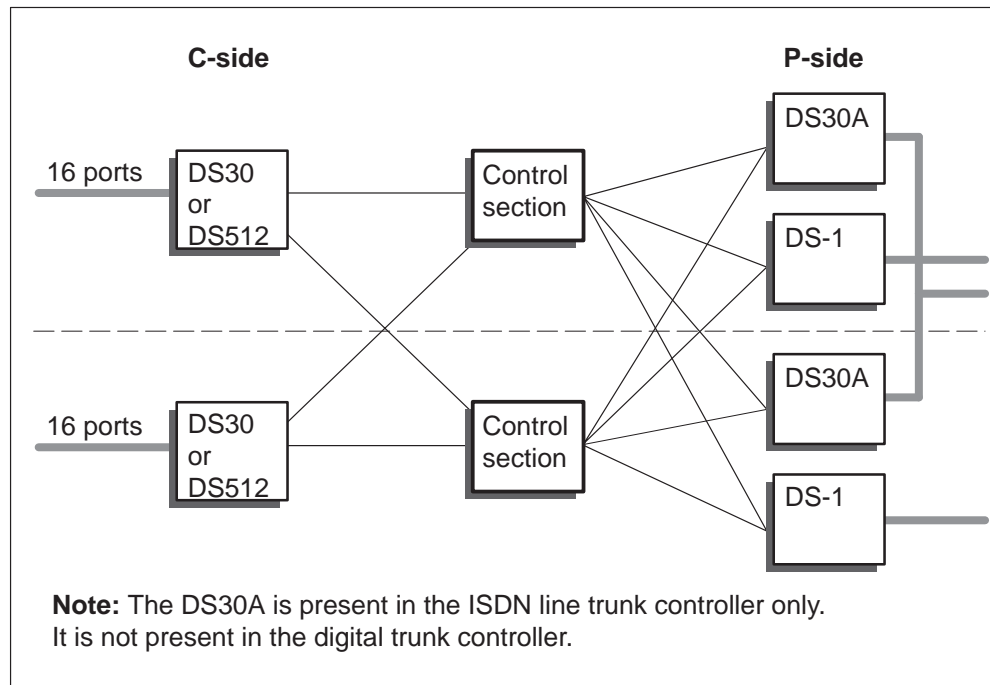 C-side
P-side
DS30A
16 ports
DS30
or
DS512
Control
section
DS-1
DS30A
16 ports
DS30
or
DS512
Control
section
DS-1
Note: The DS30A is present in the ISDN line trunk controller only.
It is not present in the digital trunk controller.